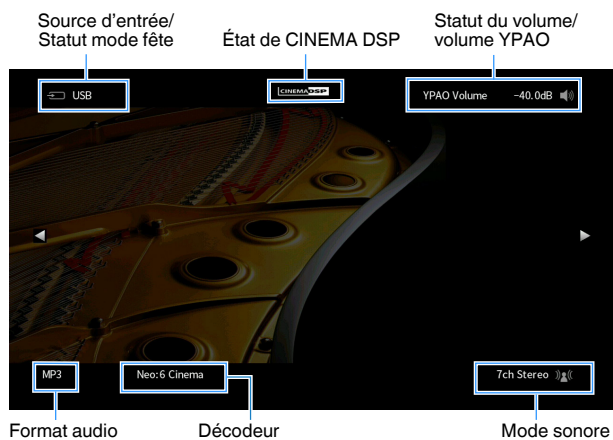 Source d'entrée/
Statut mode fête
État de CINEMA DSP
Statut du volume/
volume YPAO
USB
CINEMA DSP
YPAO Volume -40.0dB
MP3
Neo:6 Cinema
7ch Stereo
Format audio
Décodeur
Mode sonore